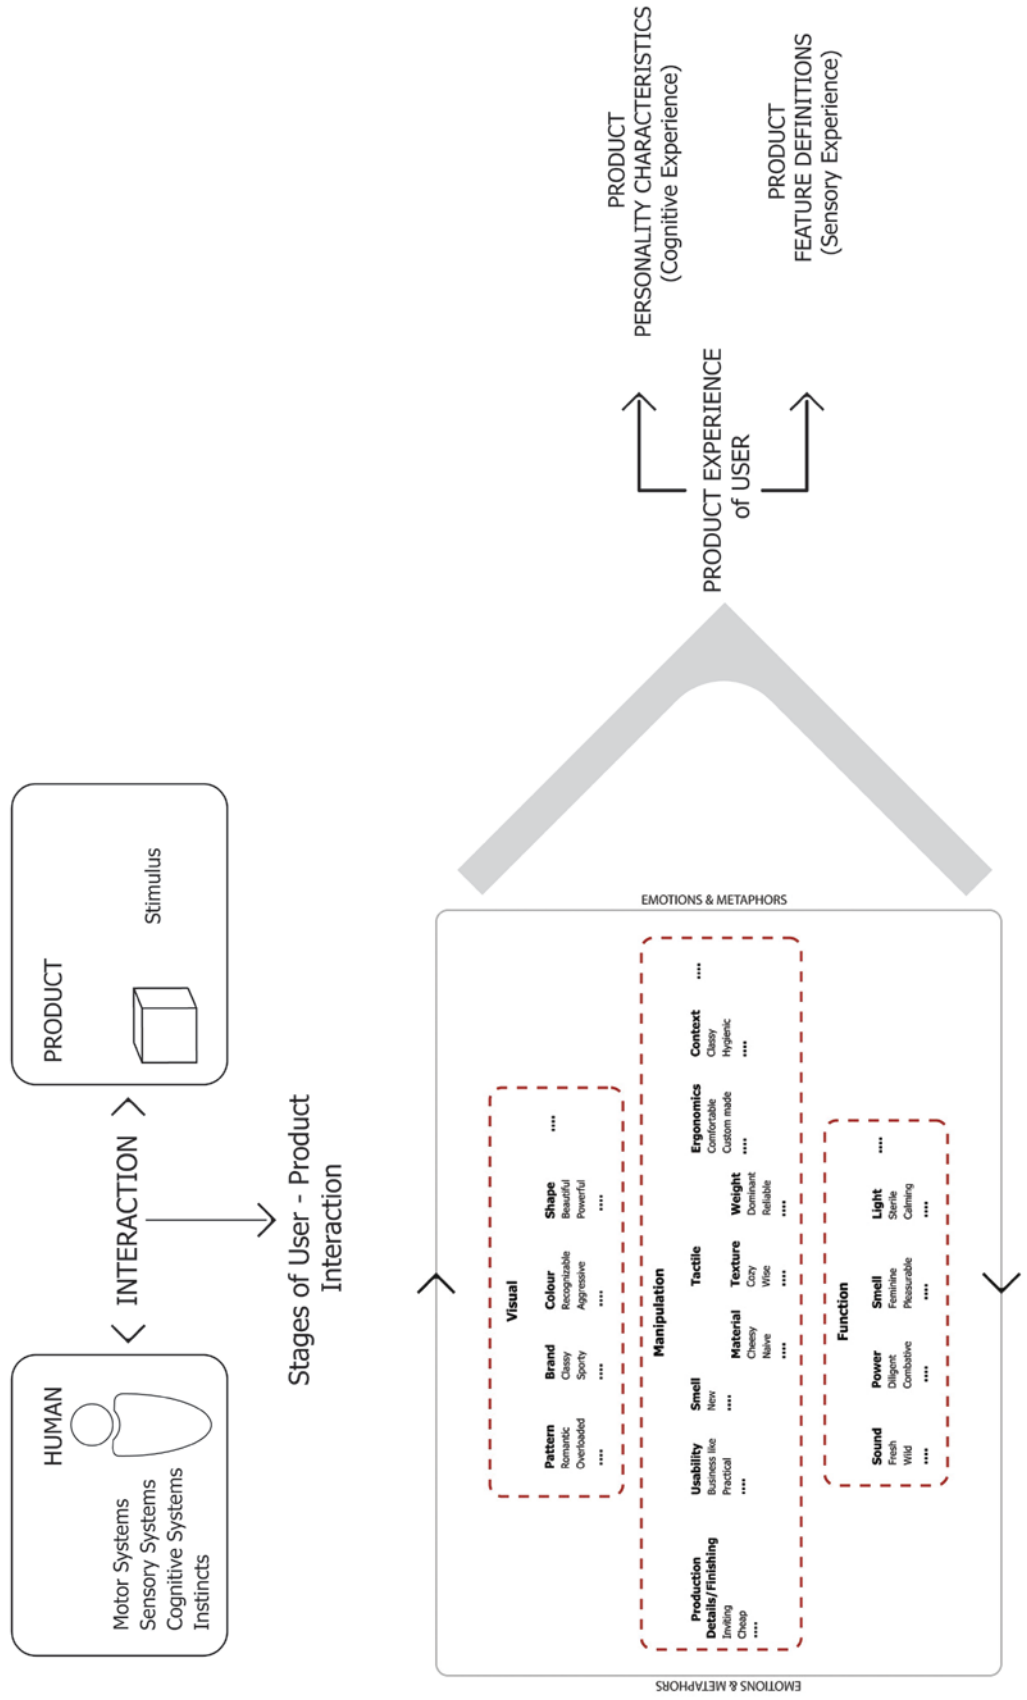 HUMAN
Motor Systems
Sensory Systems
Cognitive Systems
Instincts
INTERACTION
PRODUCT
Stimulus
Stages of User - Product
Interaction
EMOTIONS & METAPHORS
Visual
Pattern
Romantic
Overloaded
....
Brand
Classy
Sporty
....
Colour
Recognizable
Aggressive
....
Shape
Beautiful
Powerful
....
....
Manipulation
Production
Details/Finishing
Inviting
Cheap
....
Usability
Business like
Practical
....
Smell
New
....
Tactile
Material
Cheesy
Naive
....
Texture
Cozy
Wise
....
Weight
Dominant
Reliable
....
Ergonomics
Comfortable
Custom made
....
Context
Classy
Hygienic
....
....
Function
Sound
Fresh
Wild
....
Power
Diligent
Combative
....
Smell
Feminine
Pleasurable
....
Light
Sterile
Calming
....
....
EMOTIONS & METAPHORS
PRODUCT EXPERIENCE
of USER
PRODUCT
PERSONALITY CHARACTERISTICS
(Cognitive Experience)
PRODUCT
FEATURE DEFINITIONS
(Sensory Experience)